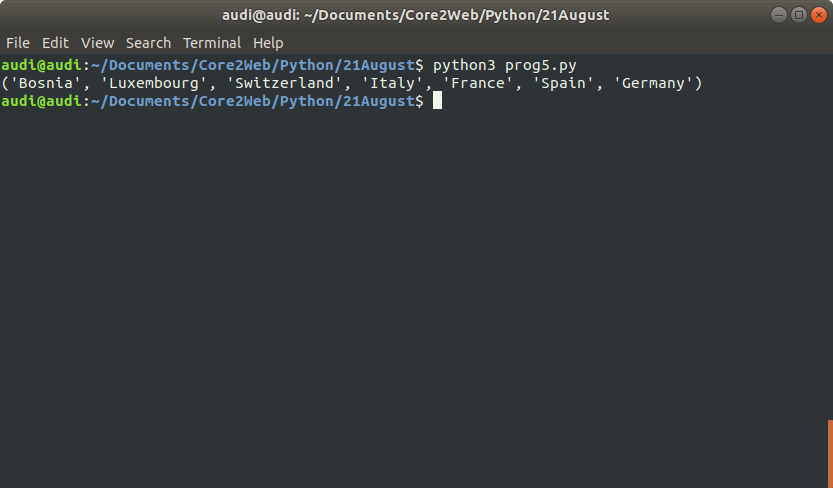 audi@audi: ~/Documents/Core2Web/Python/21August
File Edit View Search Terminal Help
audi@audi:~/Documents/Core2Web/Python/21August$ python3 prog5.py
('Bosnia', 'Luxembourg', 'Switzerland', 'Italy', 'France', 'Spain', 'Germany')
audi@audi:~/Documents/Core2Web/Python/21August$